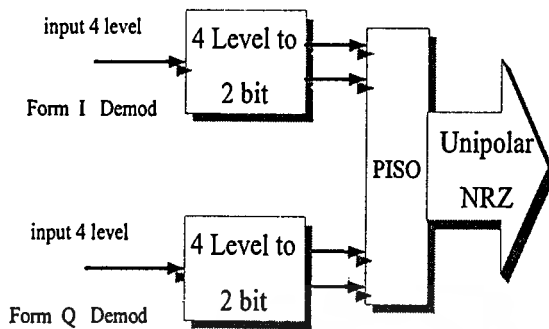 input 4 level
4 Level to
2 bit
Form I Demod
PISO
Unipolar
NRZ
input 4 level
4 Level to
2 bit
Form Q Demod